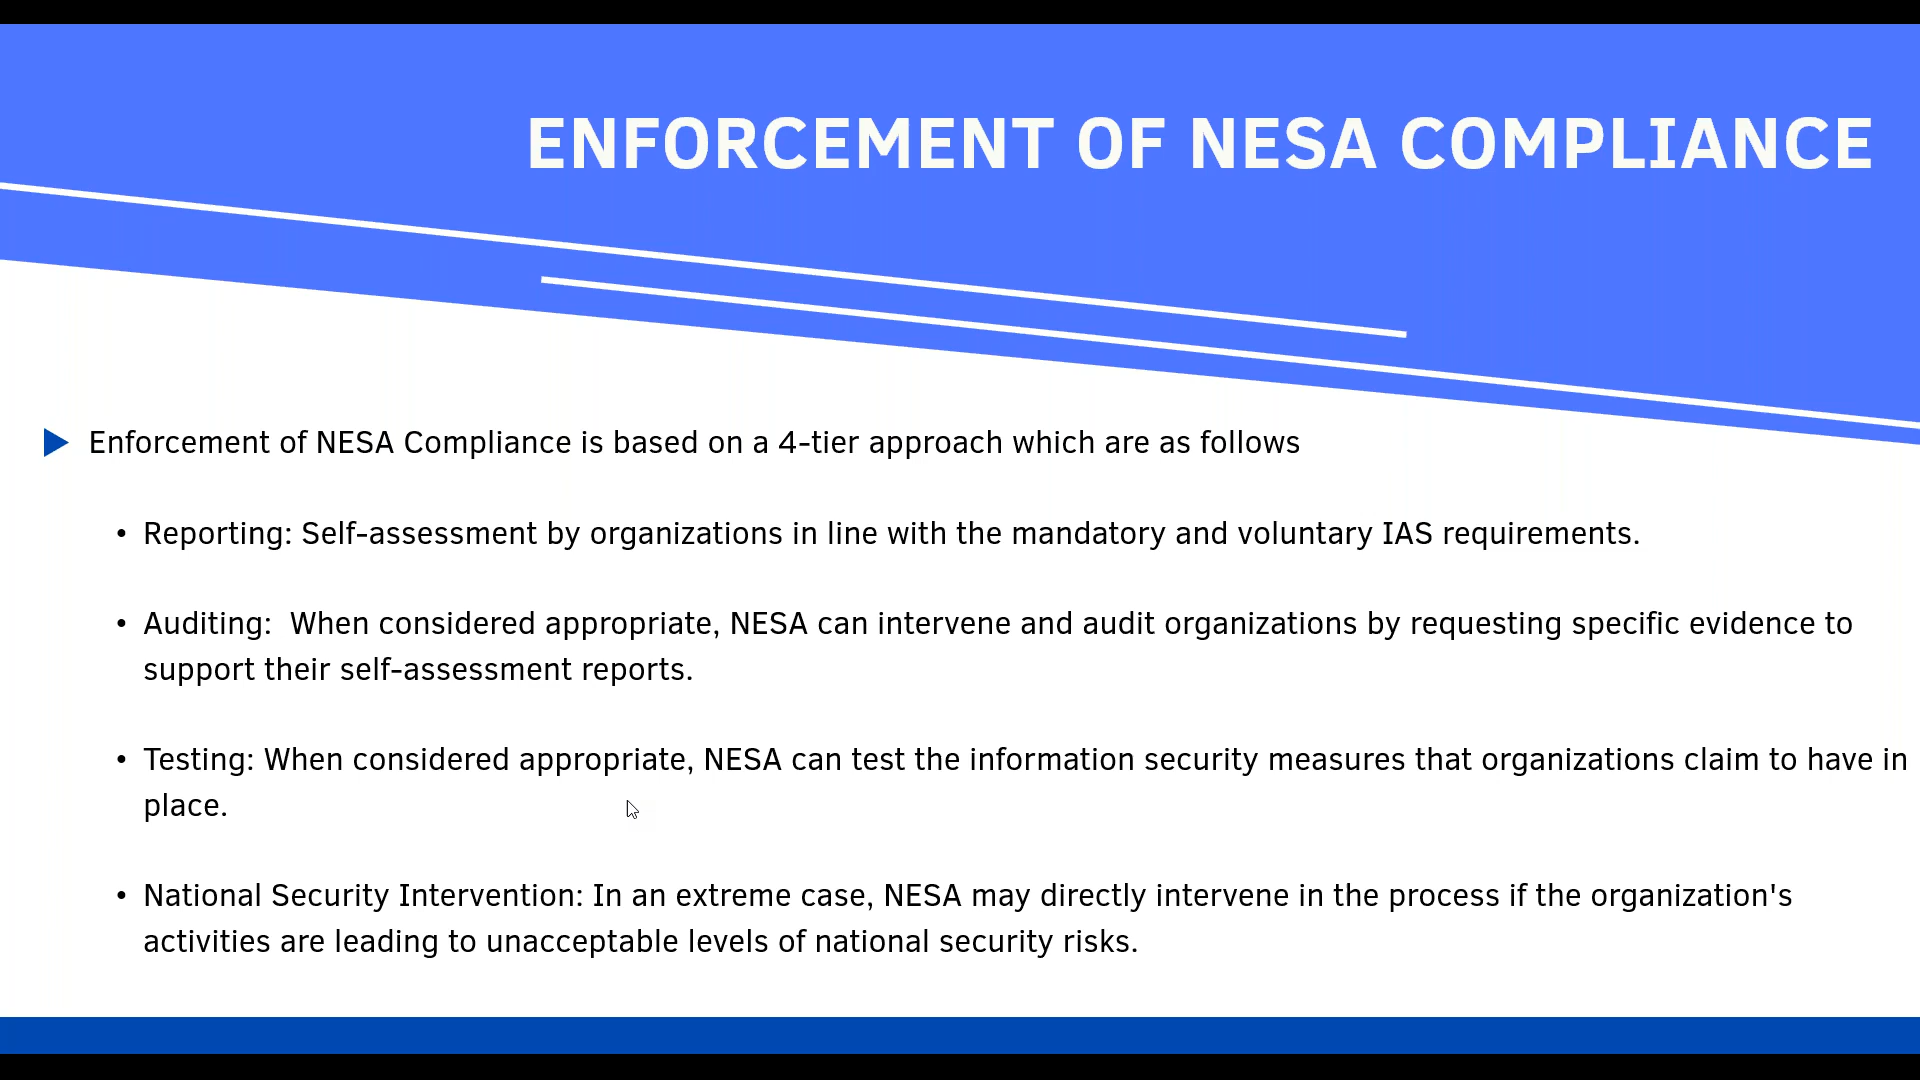 ENFORCEMENT OF NESA COMPLIANCE
Enforcement of NESA Compliance is based on a 4-tier approach which are as follows
• Reporting: Self-assessment by organizations in line with the mandatory and voluntary IAS requirements.
• Auditing:  When considered appropriate, NESA can intervene and audit organizations by requesting specific evidence to
support their self-assessment reports.
• Testing: When considered appropriate, NESA can test the information security measures that organizations claim to have in
place.
• National Security Intervention: In an extreme case, NESA may directly intervene in the process if the organization's
activities are leading to unacceptable levels of national security risks.